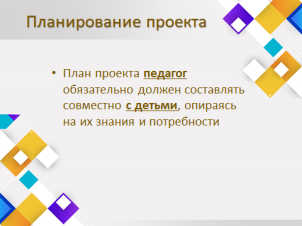 Планирование проекта
• План проекта педагог
обязательно должен составлять
совместно с детьми, опираясь
на их знания и потребности